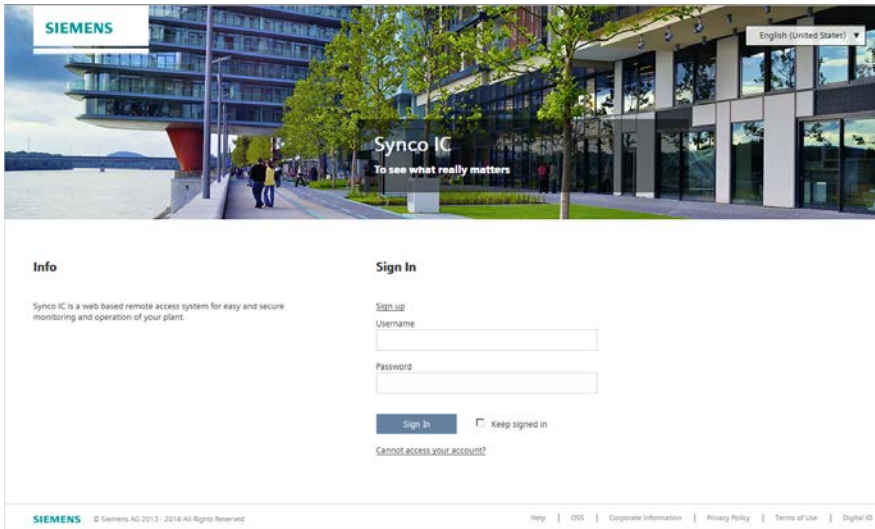 SIEMENS
English (United States) ▼
Synco IC
To see what really matters
Info
Synco IC is a web based remote access system for easy and secure
monitoring and operation of your plant.
Sign In
Sign up
Username
Password
Sign In
Keep signed in
Cannot access your account?
SIEMENS © Siemens AG 2013 - 2016 All Rights Reserved
Help | OSS | Corporate Information | Privacy Policy | Terms of Use | Digital ID